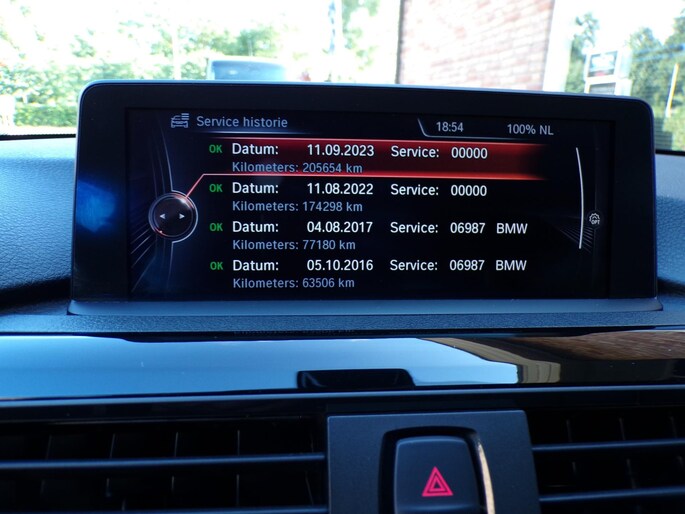 Service historie
18:54
100% NL
OK Datum: 11.09.2023 Service: 00000
Kilometers: 205654 km
OK Datum: 11.08.2022 Service: 00000
Kilometers: 174298 km
OK Datum: 04.08.2017 Service: 06987 BMW
Kilometers: 77180 km
OK Datum: 05.10.2016 Service: 06987 BMW
Kilometers: 63506 km
OPT